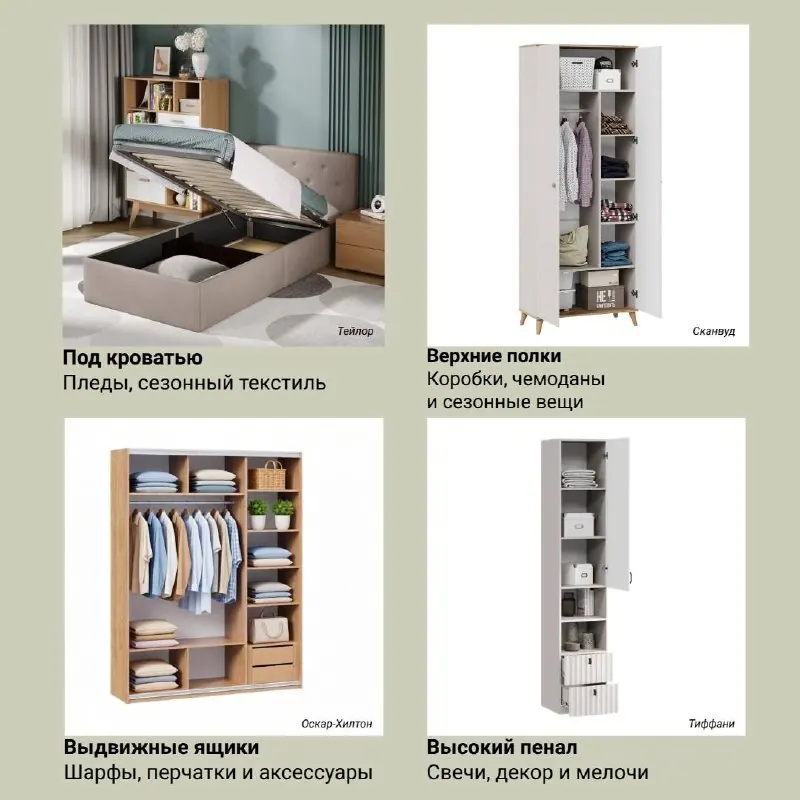 Тейлор
Под кроватью
Пледы, сезонный текстиль
HE
Сканвуд
Верхние полки
Коробки, чемоданы
и сезонные вещи
Оскар-Хилтон
Выдвижные ящики
Шарфы, перчатки и аксессуары
Тиффани
Высокий пенал
Свечи, декор и мелочи